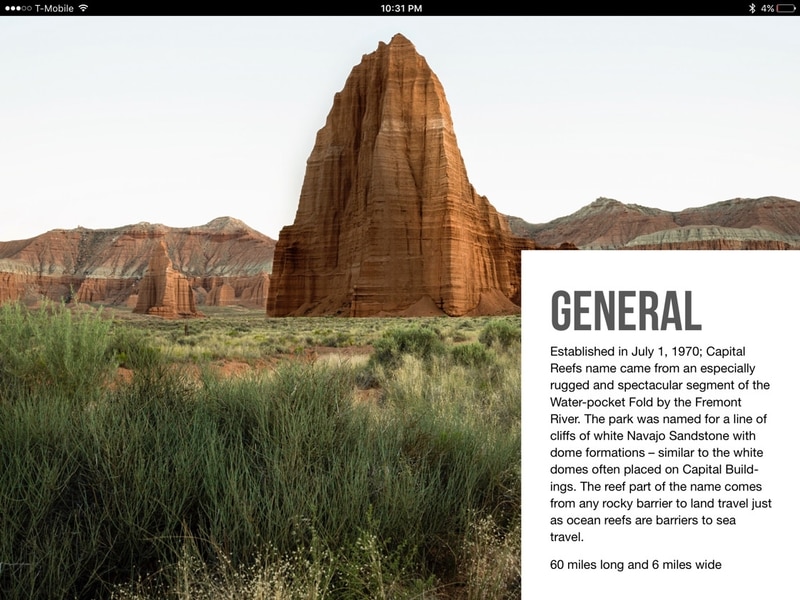 T-Mobile 10:31 PM 4%
GENERAL
Established in July 1, 1970; Capital
Reefs name came from an especially
rugged and spectacular segment of the
Water-pocket Fold by the Fremont
River. The park was named for a line of
cliffs of white Navajo Sandstone with
dome formations – similar to the white
domes often placed on Capital Build-
ings. The reef part of the name comes
from any rocky barrier to land travel just
as ocean reefs are barriers to sea
travel.
60 miles long and 6 miles wide